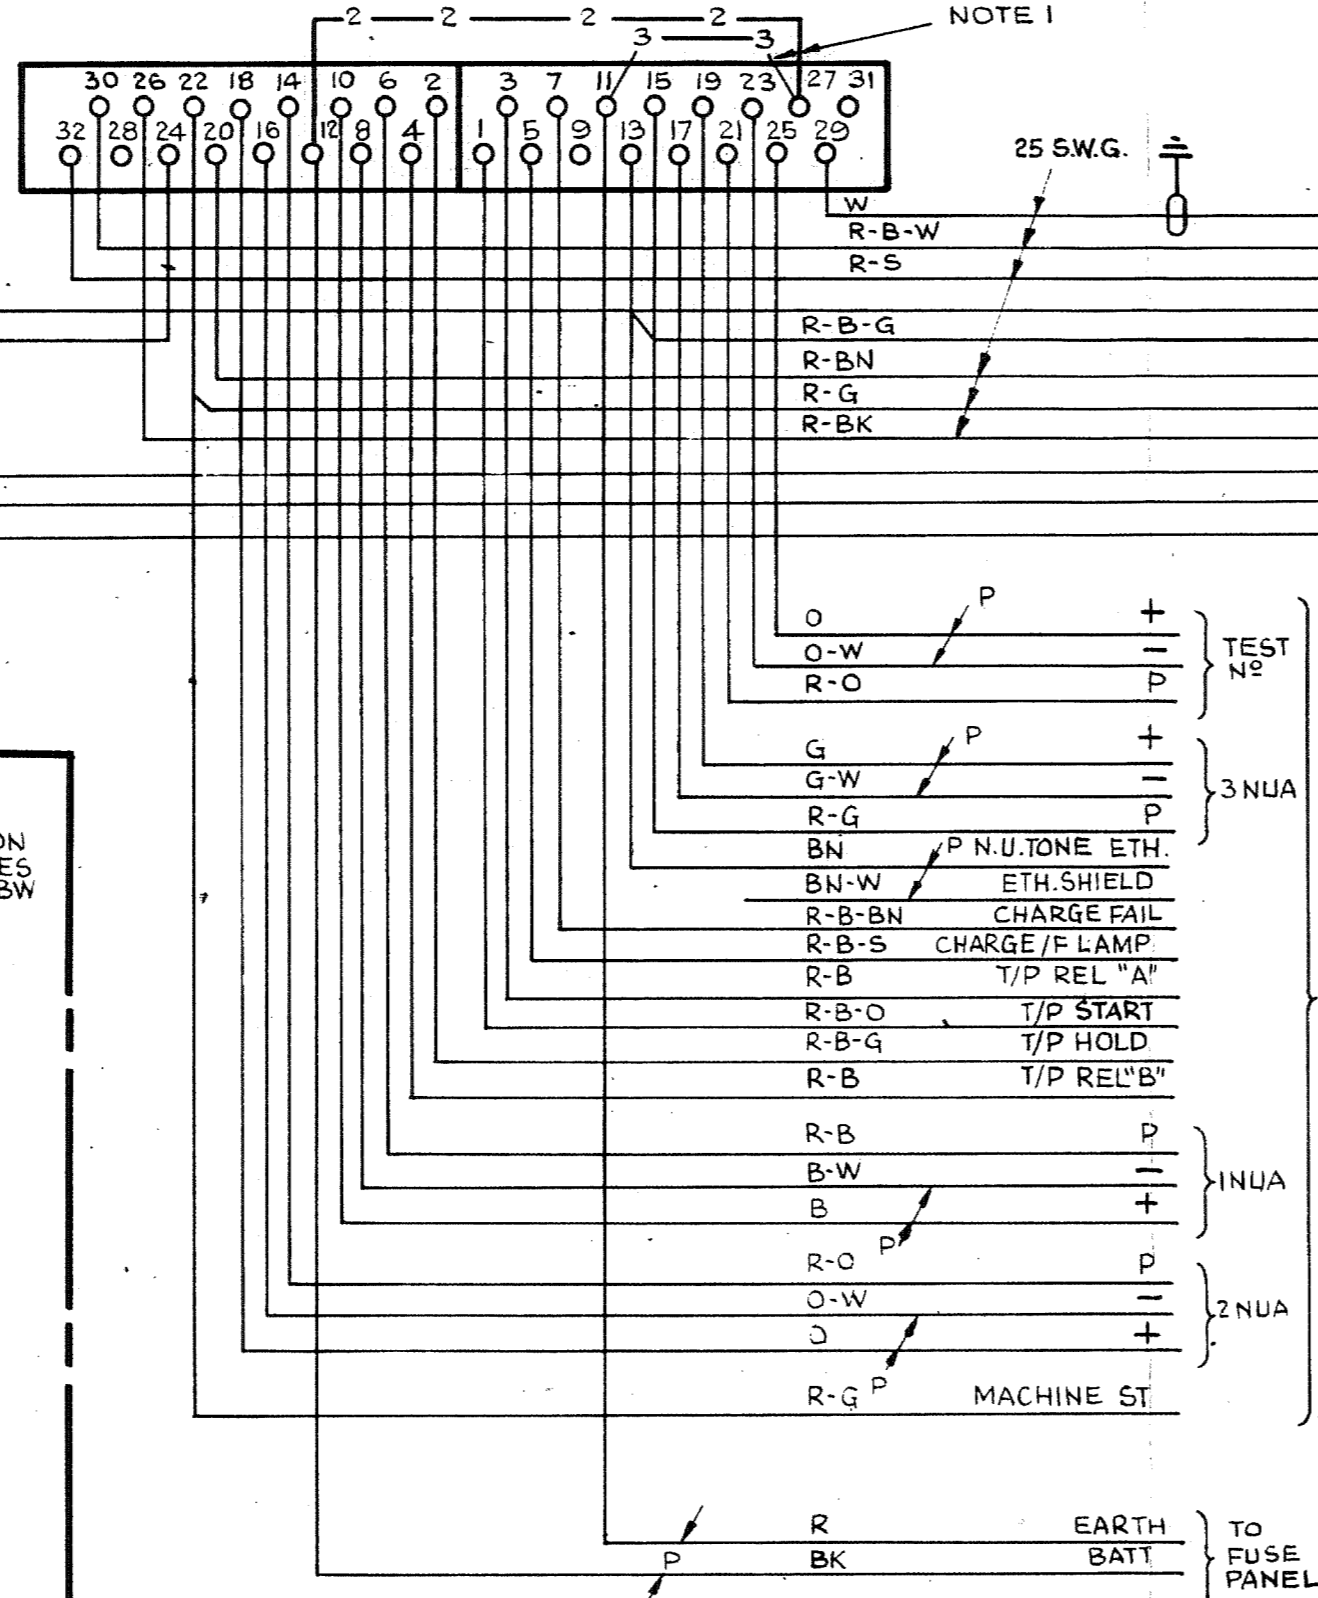 2 2 2 2 NOTE 1
3 3
30 26 22 18 14 10 6 2 3 7 11 15 19 23 27 31
32 28 24 20 16 12 8 4 1 5 9 13 17 21 25 29
25 S.W.G.
W
R-B-W
R-S
R-B-G
R-BN
R-G
R-BK
P
O +
O-W −
R-O P
TEST
Nº
P
G +
G-W −
R-G P
3 NUA
BN P N.U.TONE ETH.
BN-W ETH.SHIELD
R-B-BN CHARGE FAIL
R-B-S CHARGE/F LAMP
R-B T/P REL "A"
R-B-O T/P START
R-B-G T/P HOLD
R-B T/P REL"B"
R-B P
B-W −
B +
P
1NUA
R-O P
O-W −
O +
P
2 NUA
R-G MACHINE ST
R EARTH
P BK BATT
TO
FUSE
PANEL
ON
ES
BW